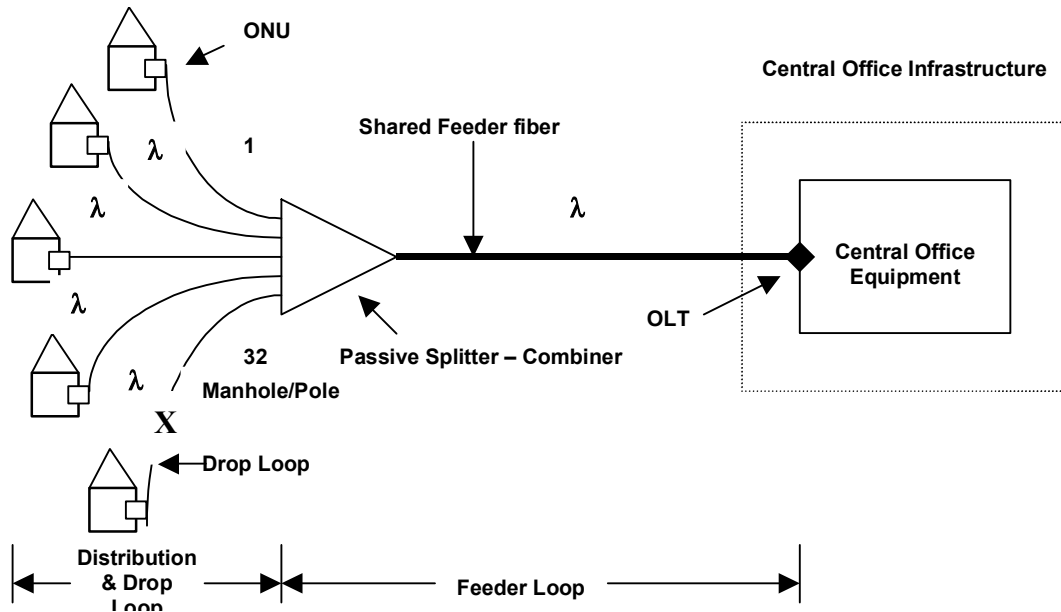 ONU
Central Office Infrastructure
Shared Feeder fiber
λ
1
λ
λ
Central Office
Equipment
λ
OLT
32
Passive Splitter – Combiner
λ
Manhole/Pole
X
Drop Loop
Distribution
& Drop
Loop
Feeder Loop